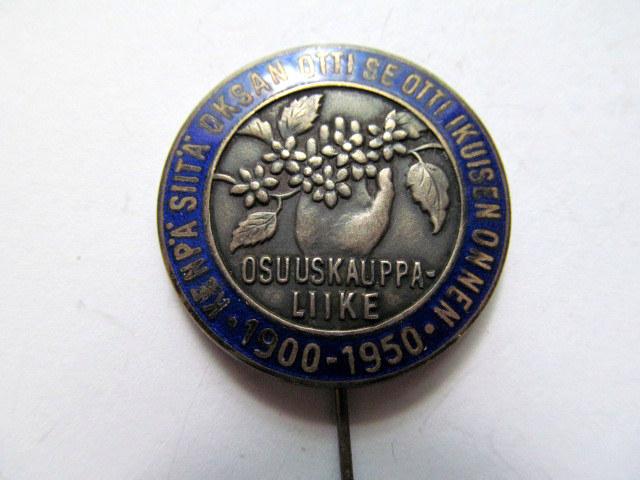 KENPÄ SIITÄ OKSAN OTTI SE OTTI IKUISEN ONNEN
OSUUSKAUPPA-
LIIKE
• 1900-1950 •